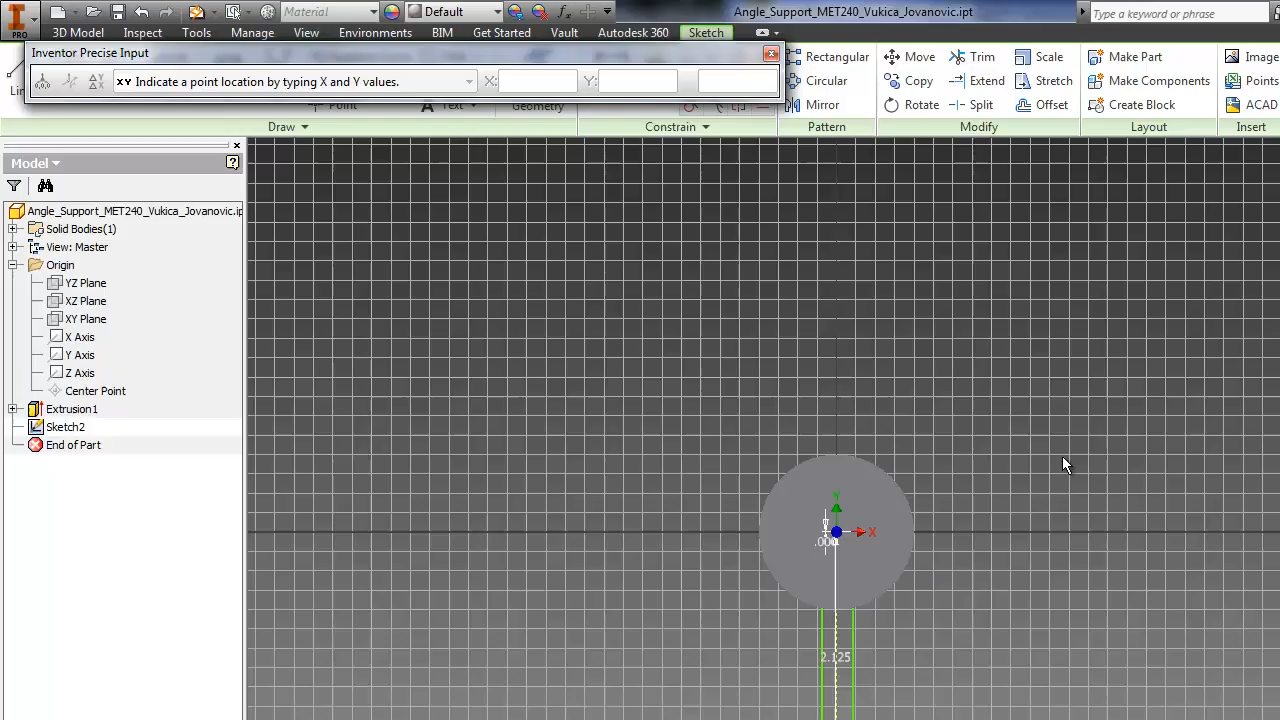 Material
Default
Angle_Support_MET240_Vukica_Jovanovic.ipt
Type a keyword or phrase
PRO
3D Model Inspect Tools Manage View Environments BIM Get Started Vault Autodesk 360 Sketch
Inventor Precise Input
XY Indicate a point location by typing X and Y values. X: Y:
Rectangular Move Trim Scale Make Part Image
Circular Copy Extend Stretch Make Components Points
Mirror Rotate Split Offset Create Block ACAD
Point Text Geometry
Draw Constrain Pattern Modify Layout Insert
Model
Angle_Support_MET240_Vukica_Jovanovic.ip
Solid Bodies(1)
View: Master
Origin
YZ Plane
XZ Plane
XY Plane
X Axis
Y Axis
Z Axis
Center Point
Extrusion1
Sketch2
End of Part
Y
X
2.125